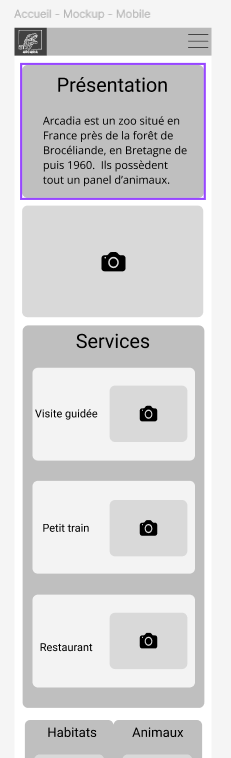 Accueil - Mockup - Mobile
ARCADIA
Présentation
Arcadia est un zoo situé en
France près de la forêt de
Brocéliande, en Bretagne de
puis 1960.  Ils possèdent
tout un panel d’animaux.
Services
Visite guidée
Petit train
Restaurant
Habitats
Animaux